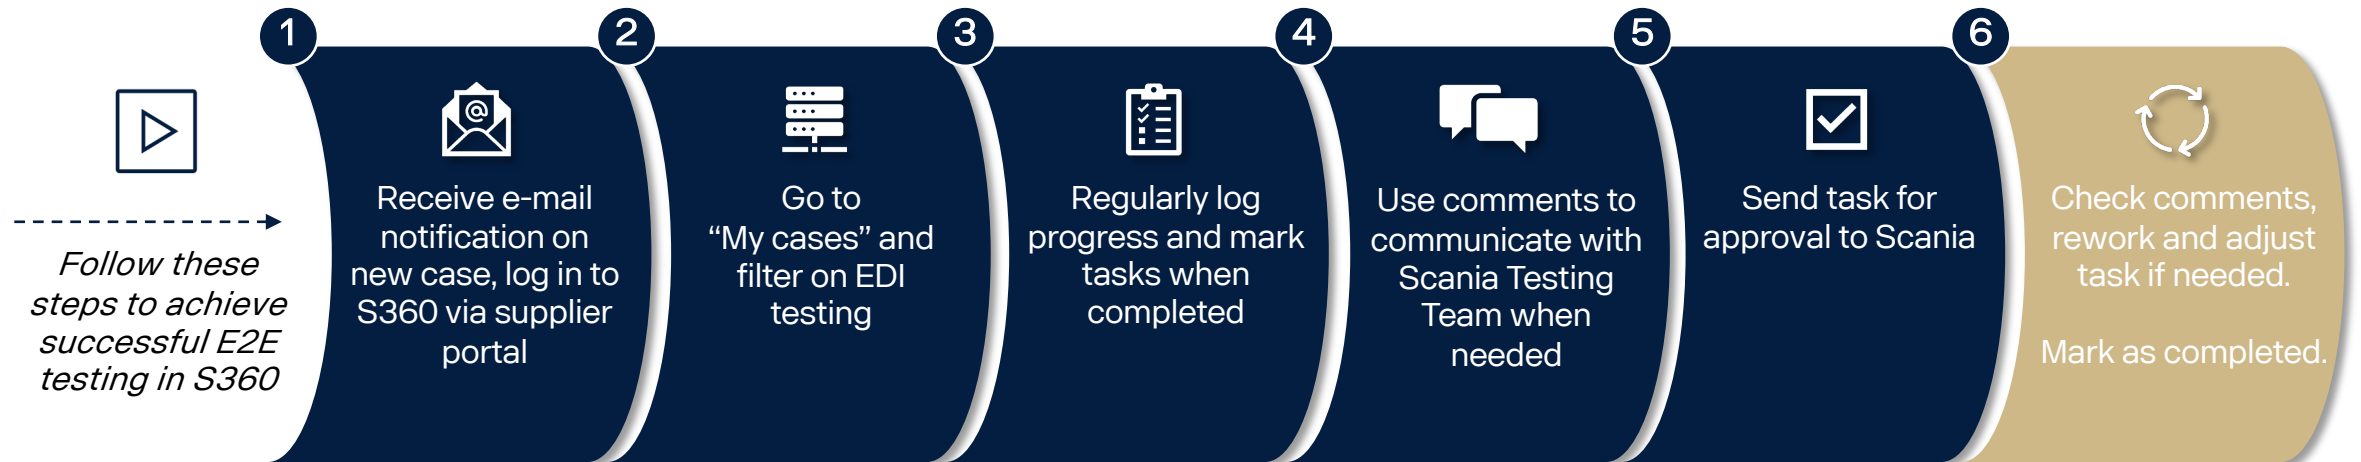 Follow these
steps to achieve
successful E2E
testing in S360
1
Receive e-mail
notification on
new case, log in to
S360 via supplier
portal
2
Go to
“My cases” and
filter on EDI
testing
3
Regularly log
progress and mark
tasks when
completed
4
Use comments to
communicate with
Scania Testing
Team when
needed
5
Send task for
approval to Scania
6
Check comments,
rework and adjust
task if needed.
Mark as completed.